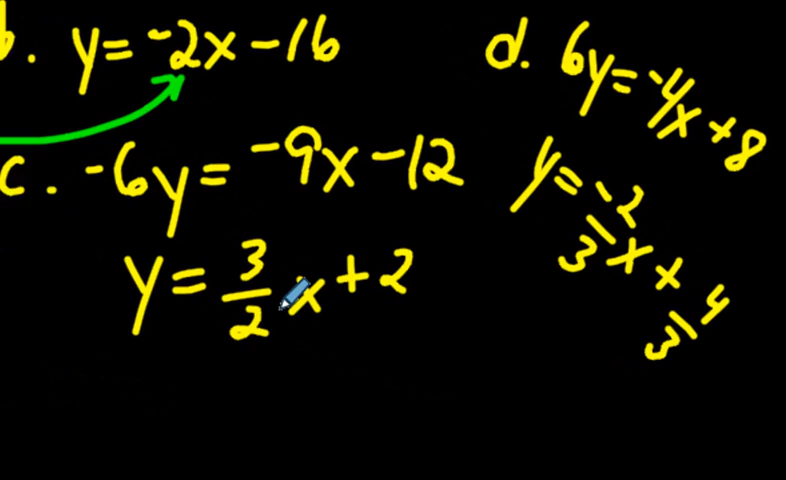 b. y = -2x - 16
c. -6y = -9x - 12
y = 3/2 x + 2
d. 6y = -4x + 8
y = -2/3 x + 4/3